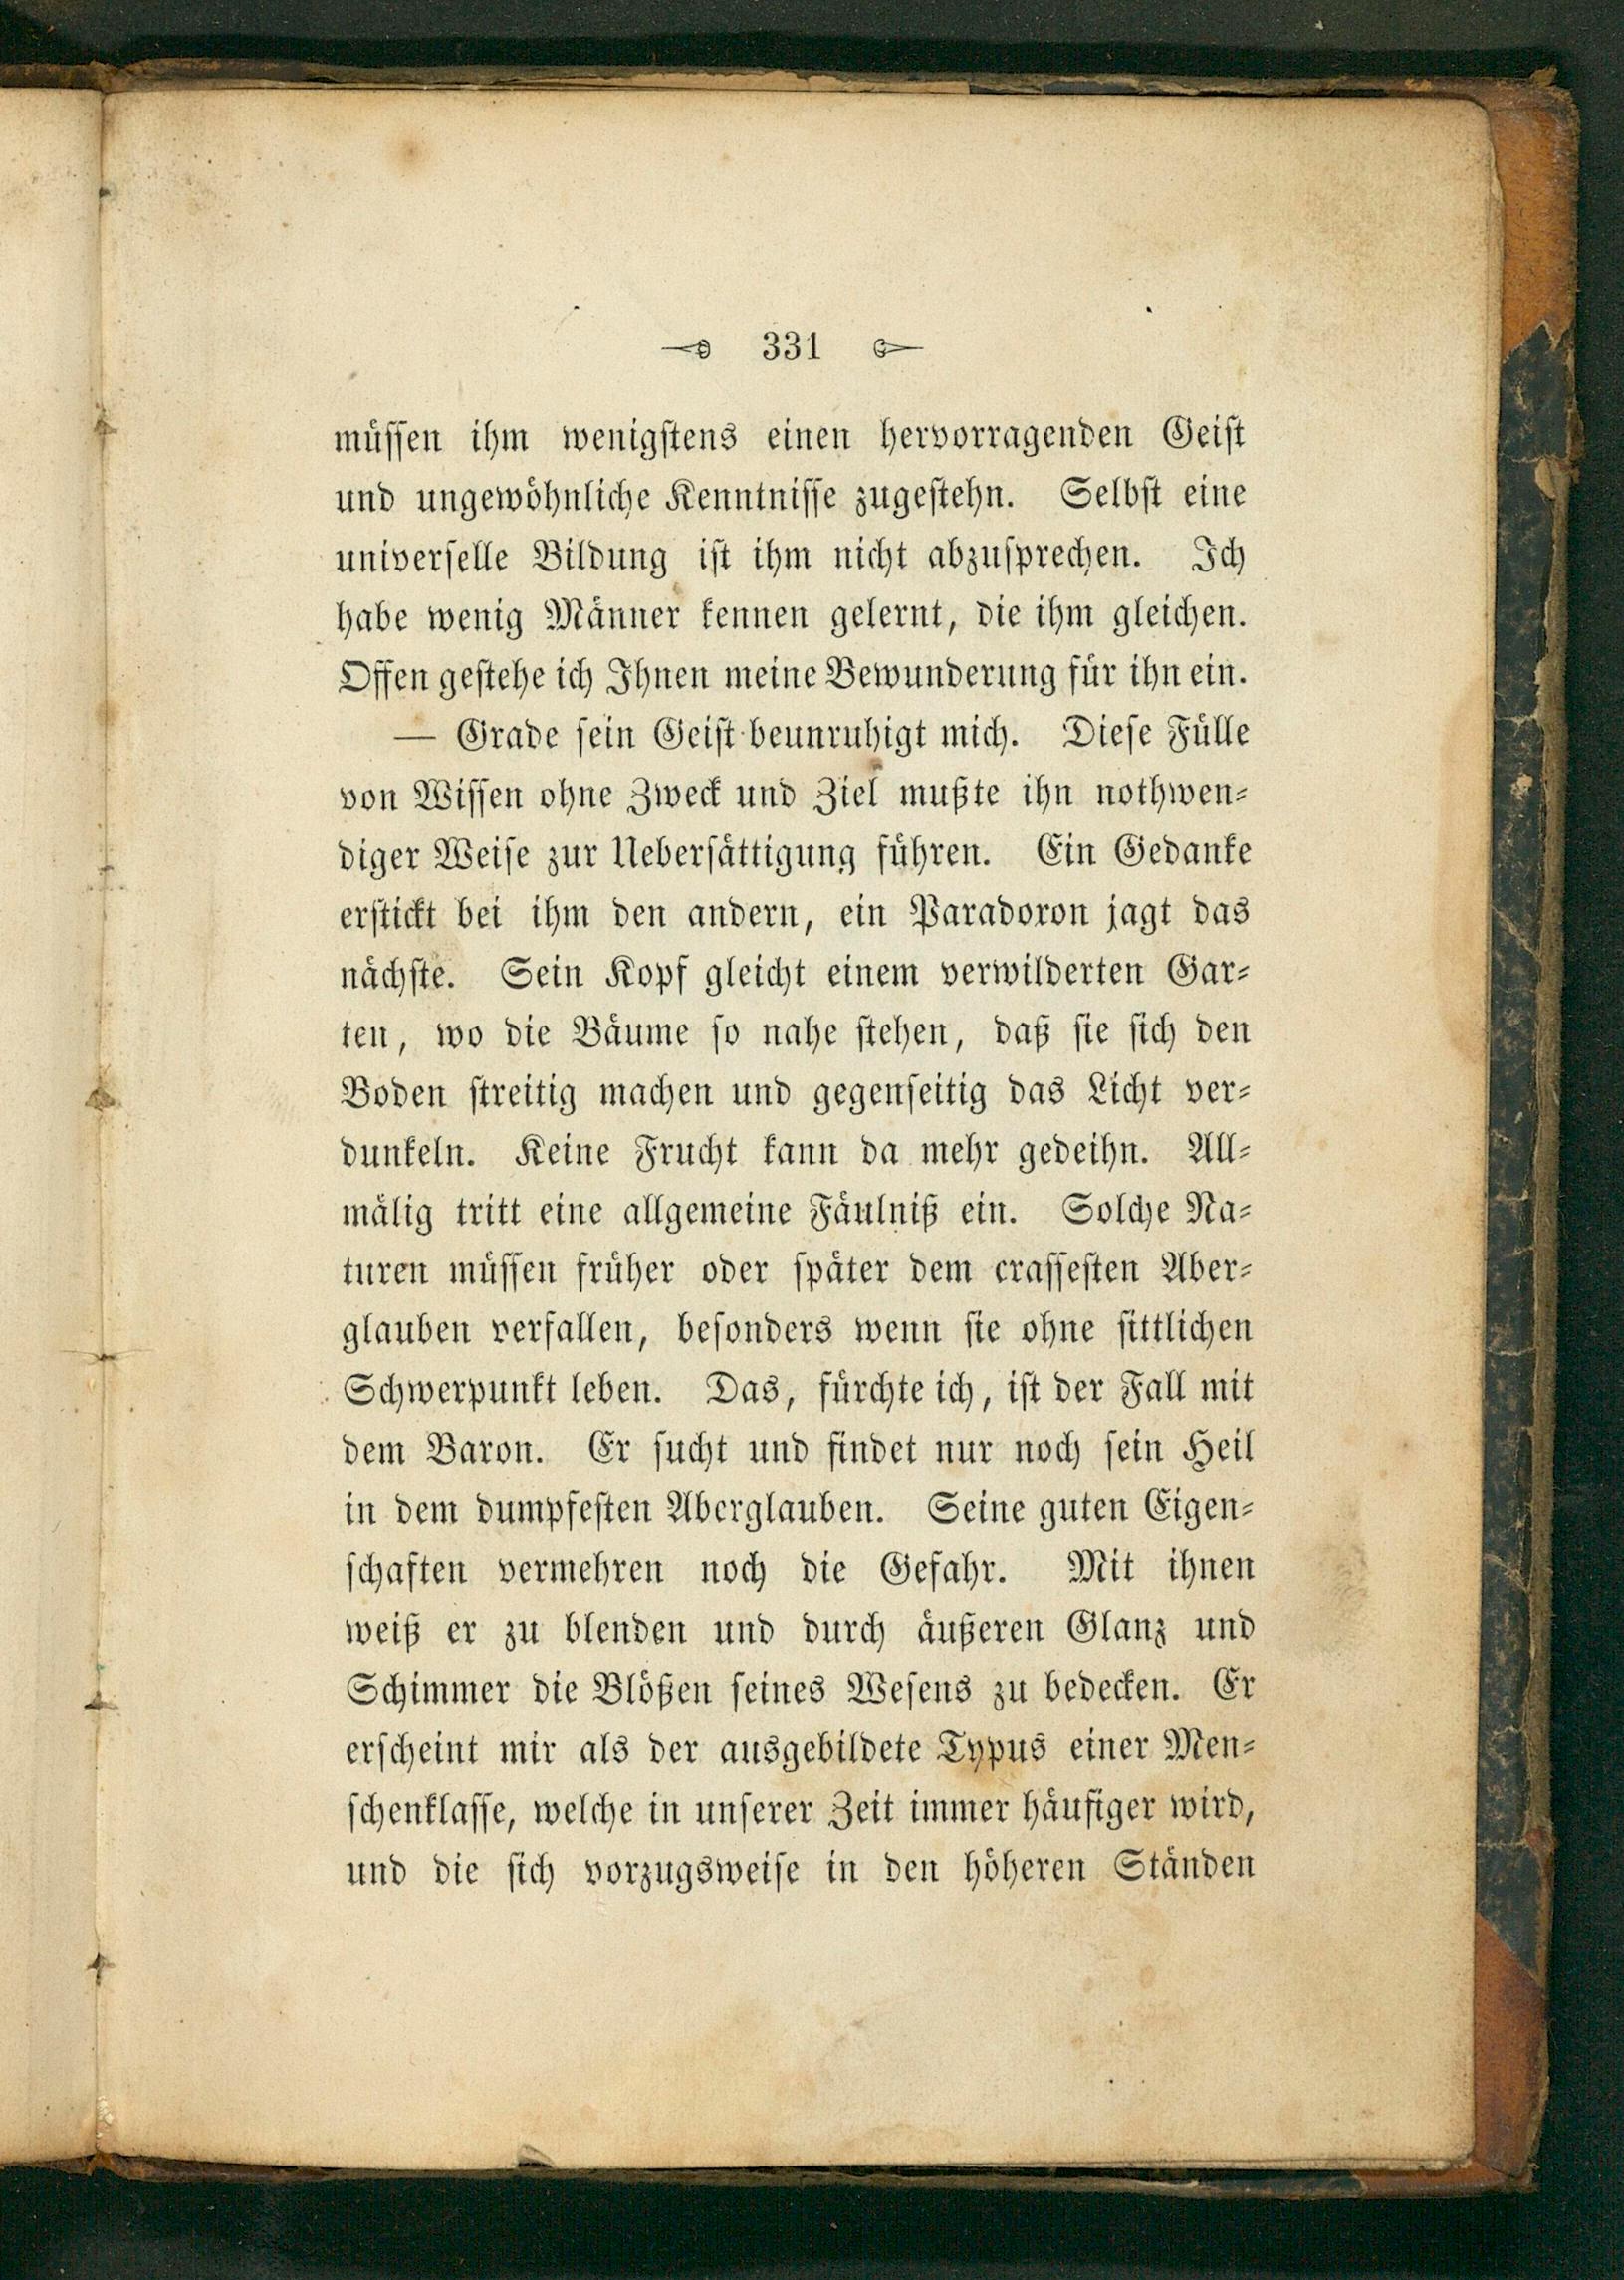 331
müssen ihm wenigstens einen hervorragenden Geist
und ungewöhnliche Kenntnisse zugestehn. Selbst eine
universelle Bildung ist ihm nicht abzusprechen. Ich
habe wenig Männer kennen gelernt, die ihm gleichen.
Offen gestehe ich Ihnen meine Bewunderung für ihn ein.
— Grade sein Geist beunruhigt mich. Diese Fülle
von Wissen ohne Zweck und Ziel mußte ihn nothwen-
diger Weise zur Uebersättigung führen. Ein Gedanke
erstickt bei ihm den andern, ein Paradoxon jagt das
nächste. Sein Kopf gleicht einem verwilderten Gar-
ten, wo die Bäume so nahe stehen, daß sie sich den
Boden streitig machen und gegenseitig das Licht ver-
dunkeln. Keine Frucht kann da mehr gedeihn. All-
mälig tritt eine allgemeine Fäulniß ein. Solche Na-
turen müssen früher oder später dem crassesten Aber-
glauben verfallen, besonders wenn sie ohne sittlichen
Schwerpunkt leben. Das, fürchte ich, ist der Fall mit
dem Baron. Er sucht und findet nur noch sein Heil
in dem dumpfesten Aberglauben. Seine guten Eigen-
schaften vermehren noch die Gefahr. Mit ihnen
weiß er zu blenden und durch äußeren Glanz und
Schimmer die Blößen seines Wesens zu bedecken. Er
erscheint mir als der ausgebildete Typus einer Men-
schenklasse, welche in unserer Zeit immer häufiger wird,
und die sich vorzugsweise in den höheren Ständen